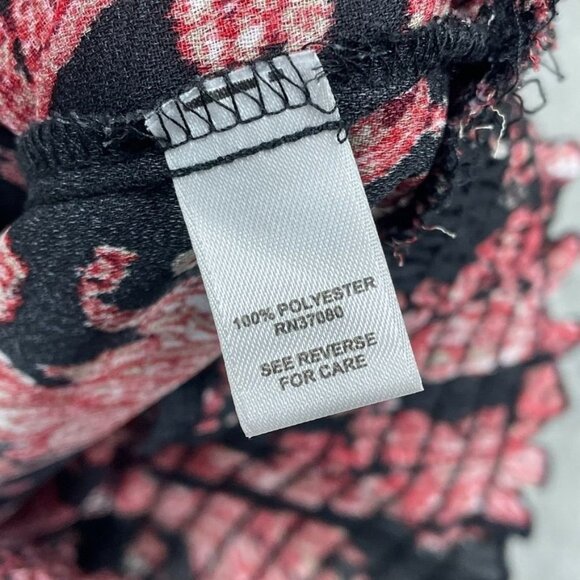 100% POLYESTER
RN37080
SEE REVERSE
FOR CARE